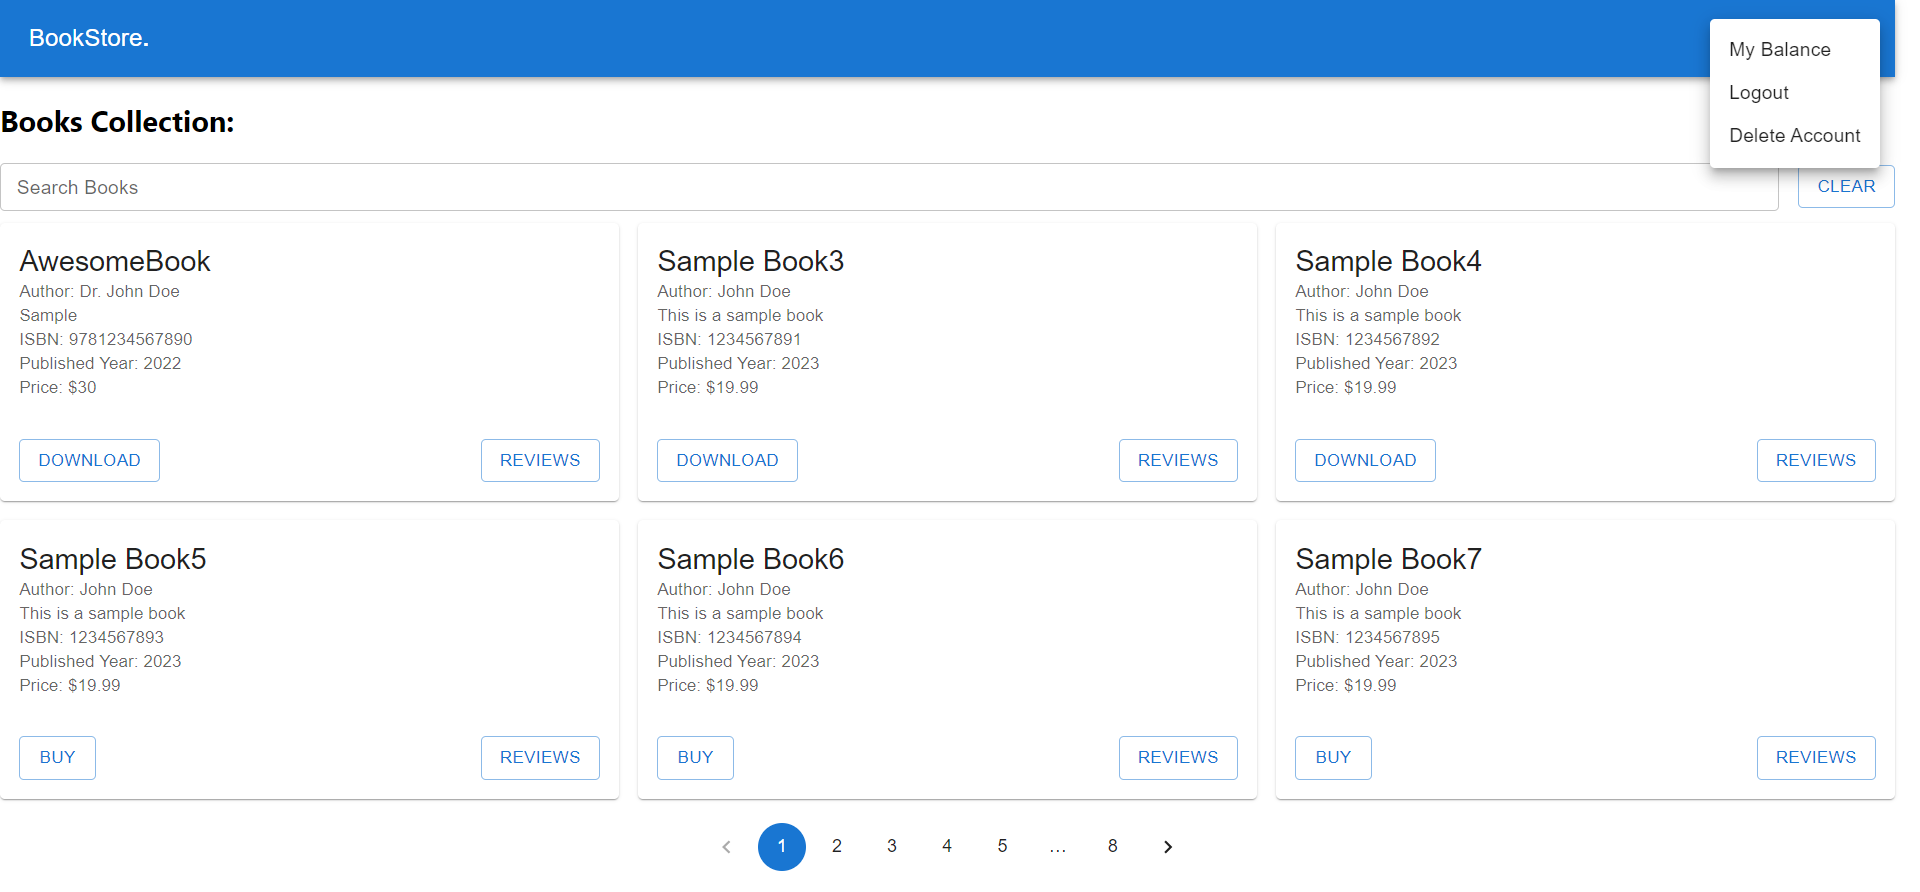 BookStore.
My Balance
Logout
Delete Account
Books Collection:
Search Books
CLEAR
AwesomeBook
Author: Dr. John Doe
Sample
ISBN: 9781234567890
Published Year: 2022
Price: $30
DOWNLOAD REVIEWS
Sample Book3
Author: John Doe
This is a sample book
ISBN: 1234567891
Published Year: 2023
Price: $19.99
DOWNLOAD REVIEWS
Sample Book4
Author: John Doe
This is a sample book
ISBN: 1234567892
Published Year: 2023
Price: $19.99
DOWNLOAD REVIEWS
Sample Book5
Author: John Doe
This is a sample book
ISBN: 1234567893
Published Year: 2023
Price: $19.99
BUY REVIEWS
Sample Book6
Author: John Doe
This is a sample book
ISBN: 1234567894
Published Year: 2023
Price: $19.99
BUY REVIEWS
Sample Book7
Author: John Doe
This is a sample book
ISBN: 1234567895
Published Year: 2023
Price: $19.99
BUY REVIEWS
1 2 3 4 5 ... 8